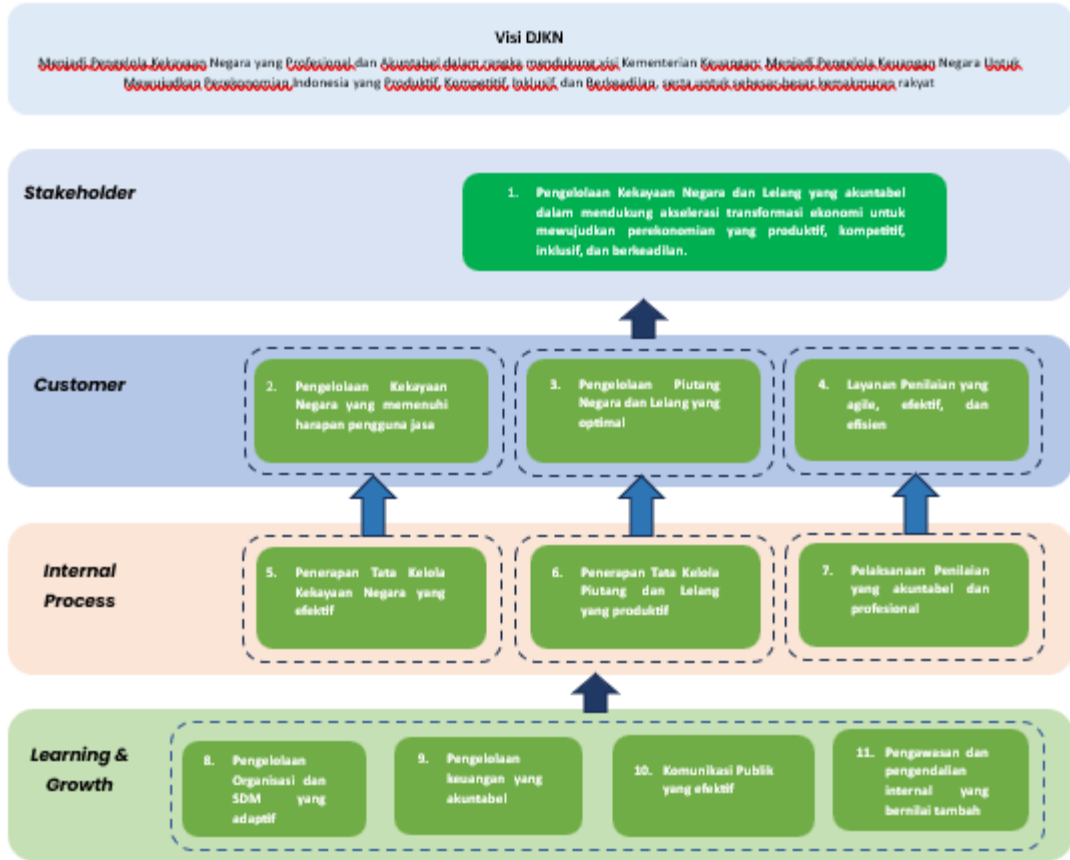 Visi DJKN
Menjadi Pengelola Kekayaan Negara yang Profesional dan Akuntabel dalam rangka mendukung visi Kementerian Keuangan: Menjadi Pengelola Keuangan Negara Untuk
Mewujudkan Perekonomian Indonesia yang Produktif, Kompetitif, Inklusif, dan Berkeadilan, serta untuk sebesar-besar kemakmuran rakyat
Stakeholder
1. Pengelolaan Kekayaan Negara dan Lelang yang akuntabel
dalam mendukung akselerasi transformasi ekonomi untuk
mewujudkan perekonomian yang produktif, kompetitif,
inklusif, dan berkeadilan.
Customer
2. Pengelolaan Kekayaan
Negara yang memenuhi
harapan pengguna jasa
3. Pengelolaan Piutang
Negara dan Lelang yang
optimal
4. Layanan Penilaian yang
agile, efektif, dan
efisien
Internal
Process
5. Penerapan Tata Kelola
Kekayaan Negara yang
efektif
6. Penerapan Tata Kelola
Piutang dan Lelang
yang produktif
7. Pelaksanaan Penilaian
yang akuntabel dan
profesional
Learning &
Growth
8. Pengelolaan
Organisasi dan
SDM yang
adaptif
9. Pengelolaan
keuangan yang
akuntabel
10. Komunikasi Publik
yang efektif
11. Pengawasan dan
pengendalian
internal yang
bernilai tambah